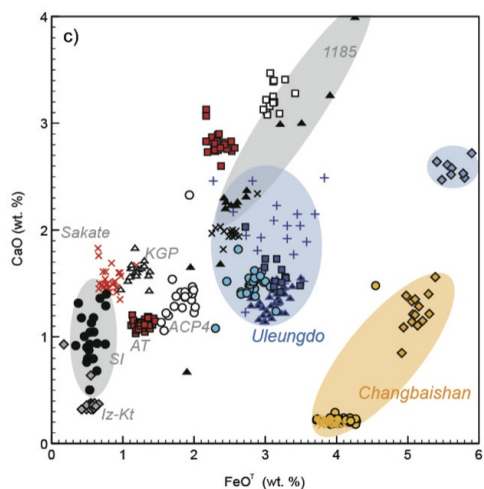 c)
1185
4
3
2
1
0
CaO (wt. %)
Sakate
KGP
ACP4
AT
SI
Iz-Kt
Uleungdo
Changbaishan
0 1 2 3 4 5 6
FeOᵀ (wt. %)